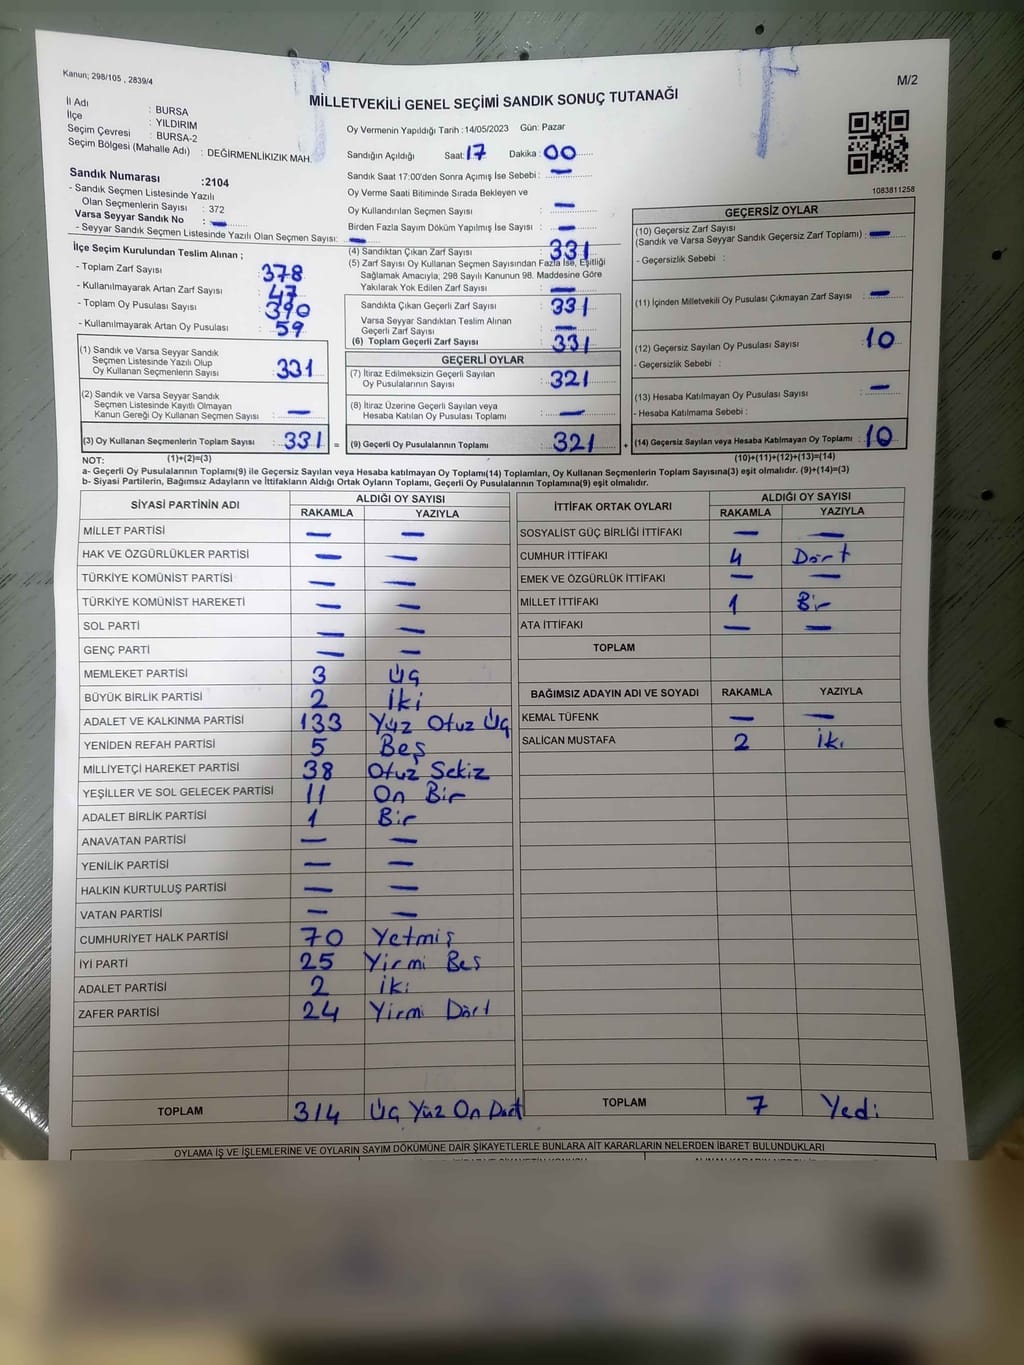 Kanun; 298/105 , 2839/4
M/2
MİLLETVEKİLİ GENEL SEÇİMİ SANDIK SONUÇ TUTANAĞI
İl Adı : BURSA
İlçe : YILDIRIM
Seçim Çevresi : BURSA-2
Seçim Bölgesi (Mahalle Adı) : DEĞİRMENLİKIZIK MAH.
Sandık Numarası :2104
- Sandık Seçmen Listesinde Yazılı
Olan Seçmenlerin Sayısı : 372
Varsa Seyyar Sandık No : —
- Seyyar Sandık Seçmen Listesinde Yazılı Olan Seçmen Sayısı: —
İlçe Seçim Kurulundan Teslim Alınan ;
- Toplam Zarf Sayısı : 378
- Kullanılmayarak Artan Zarf Sayısı : 47
- Toplam Oy Pusulası Sayısı : 390
- Kullanılmayarak Artan Oy Pusulası : 59
(1) Sandık ve Varsa Seyyar Sandık
Seçmen Listesinde Yazılı Olup
Oy Kullanan Seçmenlerin Sayısı : 331
(2) Sandık ve Varsa Seyyar Sandık
Seçmen Listesinde Kayıtlı Olmayan
Kanun Gereği Oy Kullanan Seçmen Sayısı : —
(3) Oy Kullanan Seçmenlerin Toplam Sayısı : 331 =
Oy Vermenin Yapıldığı Tarih : 14/05/2023 Gün: Pazar
Sandığın Açıldığı Saat: 17 Dakika : 00
Sandık Saat 17:00'den Sonra Açımış İse Sebebi : —
Oy Verme Saati Bitiminde Sırada Bekleyen ve
Oy Kullandırılan Seçmen Sayısı : —
Birden Fazla Sayım Döküm Yapılmış İse Sayısı : —
(4) Sandıktan Çıkan Zarf Sayısı : 331
(5) Zarf Sayısı Oy Kullanan Seçmen Sayısından Fazla İse, Eşitliği
Sağlamak Amacıyla, 298 Sayılı Kanunun 98. Maddesine Göre
Yakılarak Yok Edilen Zarf Sayısı : —
Sandıkta Çıkan Geçerli Zarf Sayısı : 331
Varsa Seyyar Sandıktan Teslim Alınan
Geçerli Zarf Sayısı : —
(6) Toplam Geçerli Zarf Sayısı : 331
GEÇERLİ OYLAR
(7) İtiraz Edilmeksizin Geçerli Sayılan
Oy Pusulalarının Sayısı : 321
(8) İtiraz Üzerine Geçerli Sayılan veya
Hesaba Katılan Oy Pusulası Toplamı : —
(9) Geçerli Oy Pusulalarının Toplamı : 321 +
1083811258
GEÇERSİZ OYLAR
(10) Geçersiz Zarf Sayısı
(Sandık ve Varsa Seyyar Sandık Geçersiz Zarf Toplamı) : —
- Geçersizlik Sebebi :
(11) İçinden Milletvekili Oy Pusulası Çıkmayan Zarf Sayısı : —
(12) Geçersiz Sayılan Oy Pusulası Sayısı : 10
- Geçersizlik Sebebi :
(13) Hesaba Katılmayan Oy Pusulası Sayısı : —
- Hesaba Katılmama Sebebi :
(14) Geçersiz Sayılan veya Hesaba Katılmayan Oy Toplamı : 10
NOT: (1)+(2)=(3) (10)+(11)+(12)+(13)=(14)
a- Geçerli Oy Pusulalarının Toplamı(9) ile Geçersiz Sayılan veya Hesaba katılmayan Oy Toplamı(14) Toplamları, Oy Kullanan Seçmenlerin Toplam Sayısına(3) eşit olmalıdır. (9)+(14)=(3)
b- Siyasi Partilerin, Bağımsız Adayların ve İttifakların Aldığı Ortak Oyların Toplamı, Geçerli Oy Pusulalarının Toplamına(9) eşit olmalıdır.
SİYASİ PARTİNİN ADI ALDIĞI OY SAYISI
RAKAMLA YAZIYLA
MİLLET PARTİSİ — —
HAK VE ÖZGÜRLÜKLER PARTİSİ — —
TÜRKİYE KOMÜNİST PARTİSİ — —
TÜRKİYE KOMÜNİST HAREKETİ — —
SOL PARTİ — —
GENÇ PARTİ — —
MEMLEKET PARTİSİ 3 Üç
BÜYÜK BİRLİK PARTİSİ 2 İki
ADALET VE KALKINMA PARTİSİ 133 Yüz Otuz Üç
YENİDEN REFAH PARTİSİ 5 Beş
MİLLİYETÇİ HAREKET PARTİSİ 38 Otuz Sekiz
YEŞİLLER VE SOL GELECEK PARTİSİ 11 On Bir
ADALET BİRLİK PARTİSİ 1 Bir
ANAVATAN PARTİSİ — —
YENİLİK PARTİSİ — —
HALKIN KURTULUŞ PARTİSİ — —
VATAN PARTİSİ — —
CUMHURİYET HALK PARTİSİ 70 Yetmiş
İYİ PARTİ 25 Yirmi Beş
ADALET PARTİSİ 2 İki
ZAFER PARTİSİ 24 Yirmi Dört
TOPLAM 314 Üç Yüz On Dört
İTTİFAK ORTAK OYLARI ALDIĞI OY SAYISI
RAKAMLA YAZIYLA
SOSYALİST GÜÇ BİRLİĞİ İTTİFAKI — —
CUMHUR İTTİFAKI 4 Dört
EMEK VE ÖZGÜRLÜK İTTİFAKI — —
MİLLET İTTİFAKI 1 Bir
ATA İTTİFAKI — —
TOPLAM
BAĞIMSIZ ADAYIN ADI VE SOYADI RAKAMLA YAZIYLA
KEMAL TÜFENK — —
SALİCAN MUSTAFA 2 İki
TOPLAM 7 Yedi
OYLAMA İŞ VE İŞLEMLERİNE VE OYLARIN SAYIM DÖKÜMÜNE DAİR ŞİKAYETLERLE BUNLARA AİT KARARLARIN NELERDEN İBARET BULUNDUKLARI